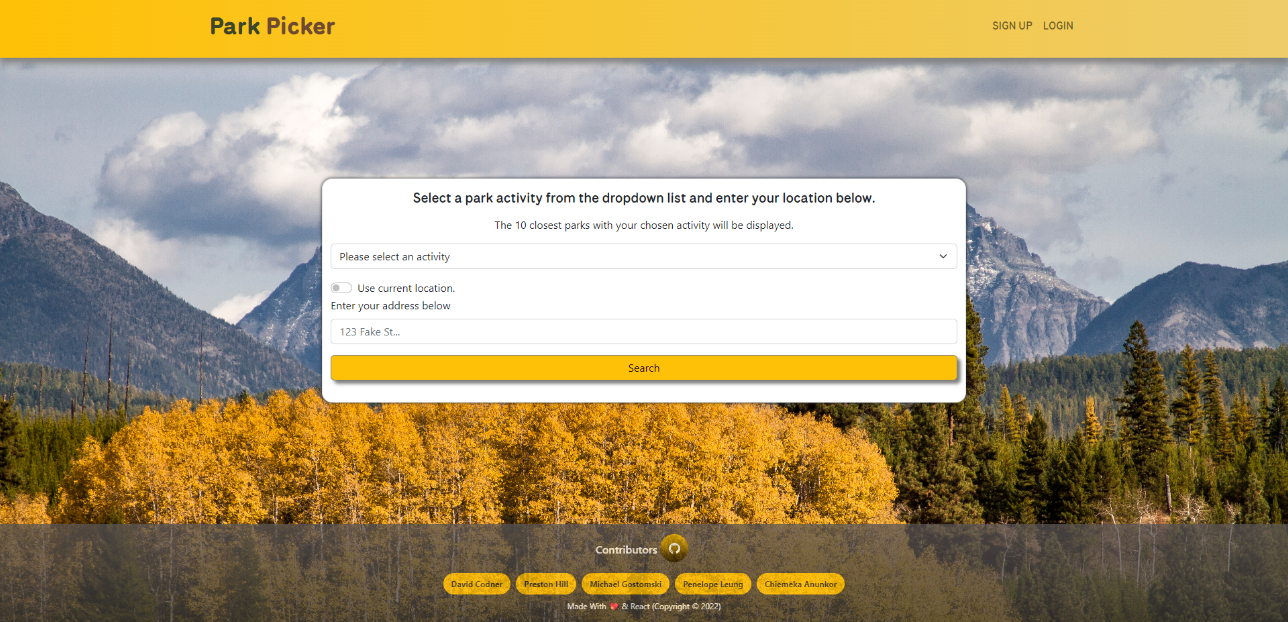 Park Picker
SIGN UP LOGIN
Select a park activity from the dropdown list and enter your location below.
The 10 closest parks with your chosen activity will be displayed.
Please select an activity
Use current location.
Enter your address below
123 Fake St...
Search
Contributors
David Codner Preston Hill Michael Gostomski Penelope Leung Chiemeka Anunkor
Made With ❤️ & React (Copyright © 2022)